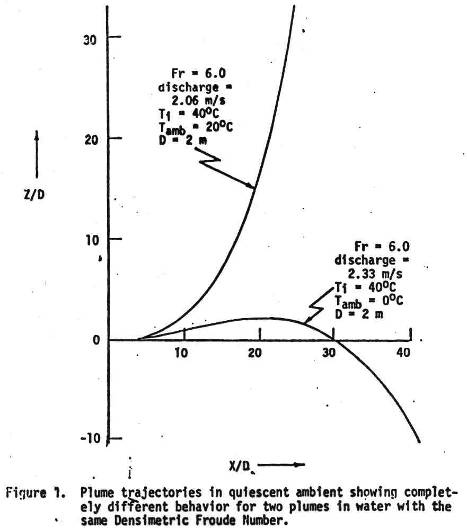 30
Fr = 6.0
discharge =
2.06 m/s
Ti = 40°C
Tamb = 20°C
D = 2 m
20
Z/D
10
Fr = 6.0
discharge =
2.33 m/s
Ti = 40°C
Tamb = 0°C
D = 2 m
0
10
20
30
40
-10
X/D
Figure 1. Plume trajectories in quiescent ambient showing complet-
ely different behavior for two plumes in water with the
same Densimetric Froude Number.